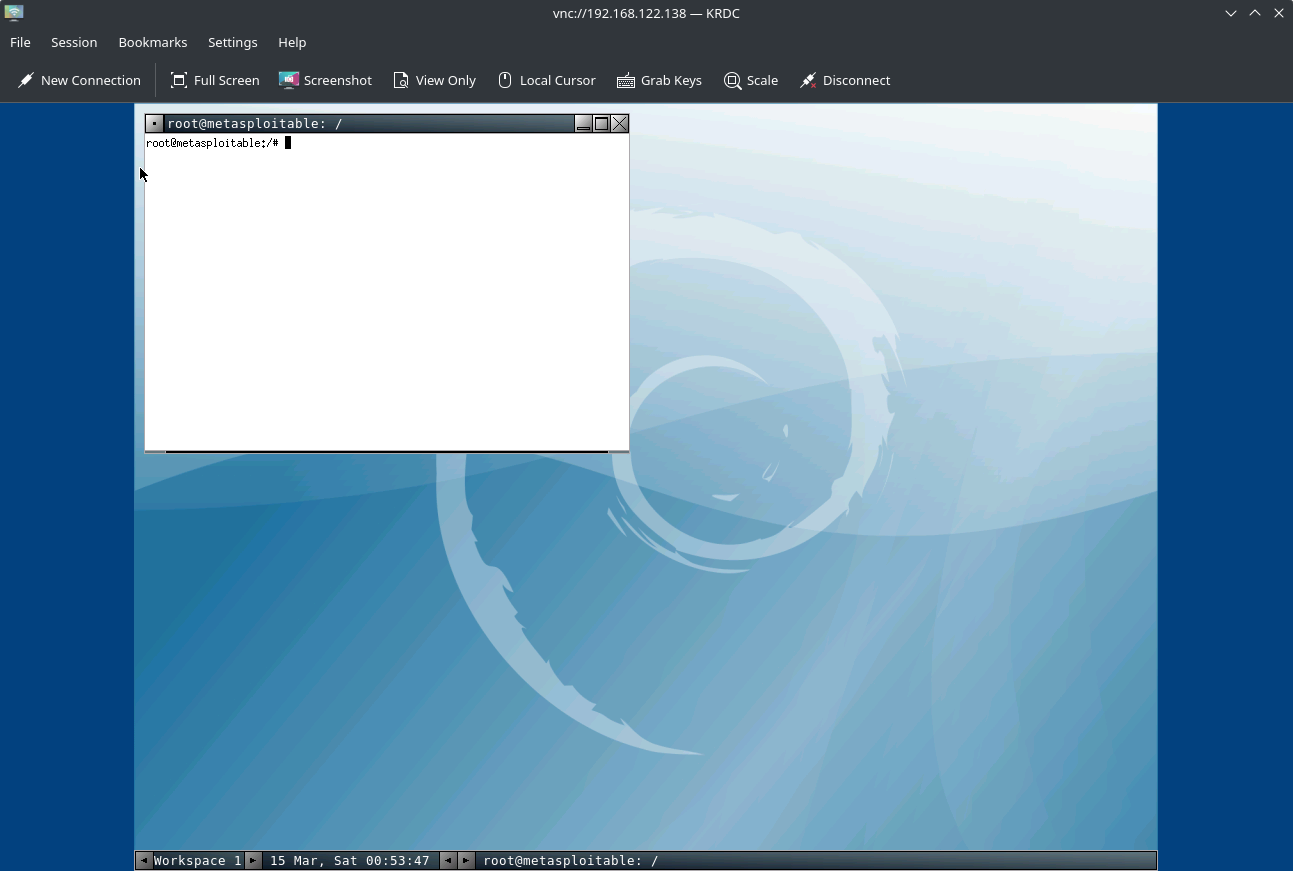 vnc://192.168.122.138 — KRDC
File Session Bookmarks Settings Help
New Connection Full Screen Screenshot View Only Local Cursor Grab Keys Scale Disconnect
root@metasploitable: /
root@metasploitable:/#
Workspace 1 15 Mar, Sat 00:53:47 root@metasploitable: /